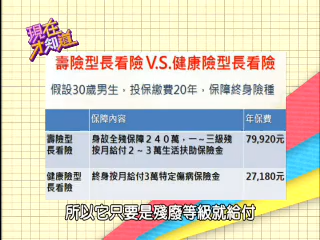 現在
才知道
壽險型長看險V.S.健康險型長看險
假設30歲男生，投保繳費20年，保障終身險種
保障內容
年保費
壽險型
長看險
身故全殘保障２４０萬，一～三級殘
按月給付２～３萬生活扶助保險金
79,920元
健康險型
長看險
終身按月給付3萬特定傷病保險金
27,180元
所以它只要是殘廢等級就給付